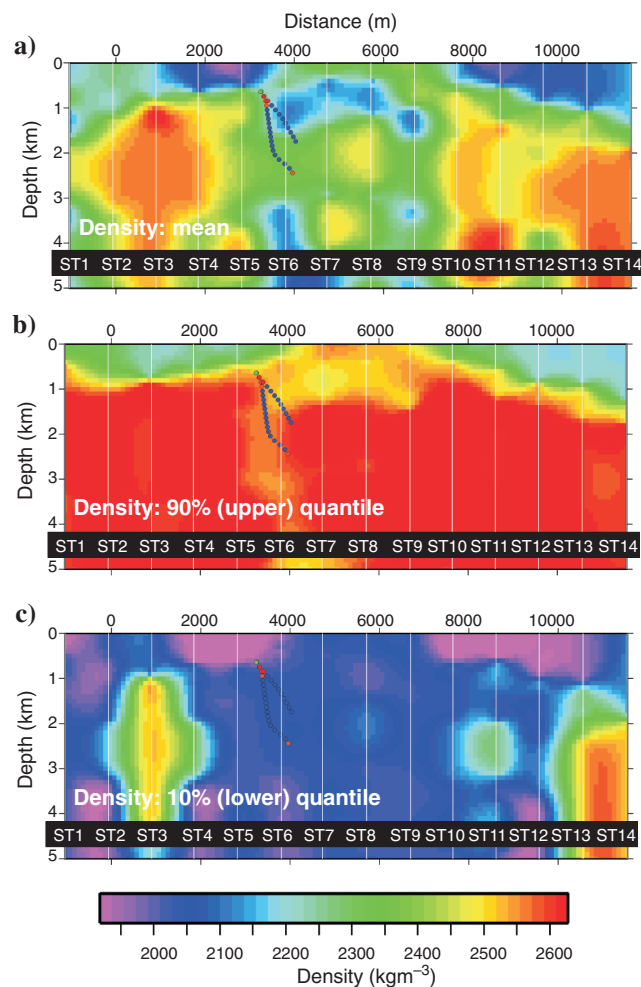 Distance (m)
a)
0 2000 4000 6000 8000 10000
0
1
2
3
4
5
Depth (km)
Density: mean
ST1 ST2 ST3 ST4 ST5 ST6 ST7 ST8 ST9 ST10 ST11 ST12 ST13 ST14
b)
0 2000 4000 6000 8000 10000
0
1
2
3
4
5
Depth (km)
Density: 90% (upper) quantile
ST1 ST2 ST3 ST4 ST5 ST6 ST7 ST8 ST9 ST10 ST11 ST12 ST13 ST14
c)
0 2000 4000 6000 8000 10000
0
1
2
3
4
5
Depth (km)
Density: 10% (lower) quantile
ST1 ST2 ST3 ST4 ST5 ST6 ST7 ST8 ST9 ST10 ST11 ST12 ST13 ST14
2000 2100 2200 2300 2400 2500 2600
Density (kgm⁻³)